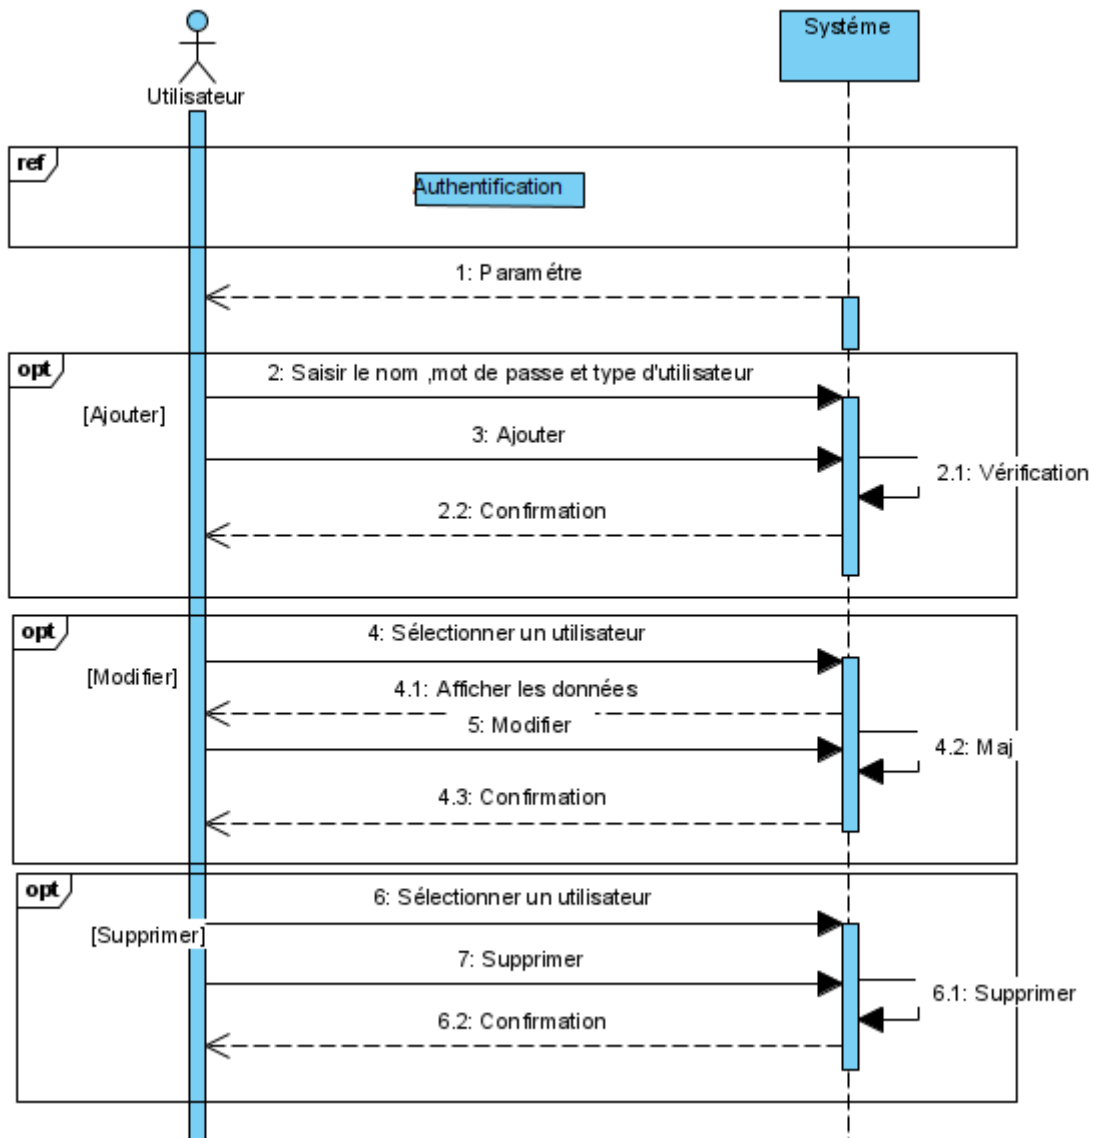 Systéme
Utilisateur
ref
Authentification
1: Paramétre
opt
2: Saisir le nom ,mot de passe et type d'utilisateur
[Ajouter]
3: Ajouter
2.1: Vérification
2.2: Confirmation
opt
4: Sélectionner un utilisateur
[Modifier]
4.1: Afficher les données
5: Modifier
4.2: Maj
4.3: Confirmation
opt
6: Sélectionner un utilisateur
[Supprimer]
7: Supprimer
6.1: Supprimer
6.2: Confirmation